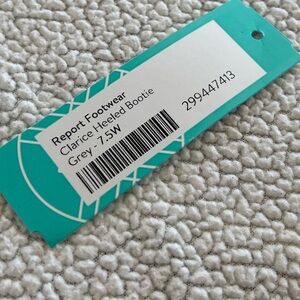 Report Footwear
Clarice Heeled Bootie
Grey - 7.5W
299447413